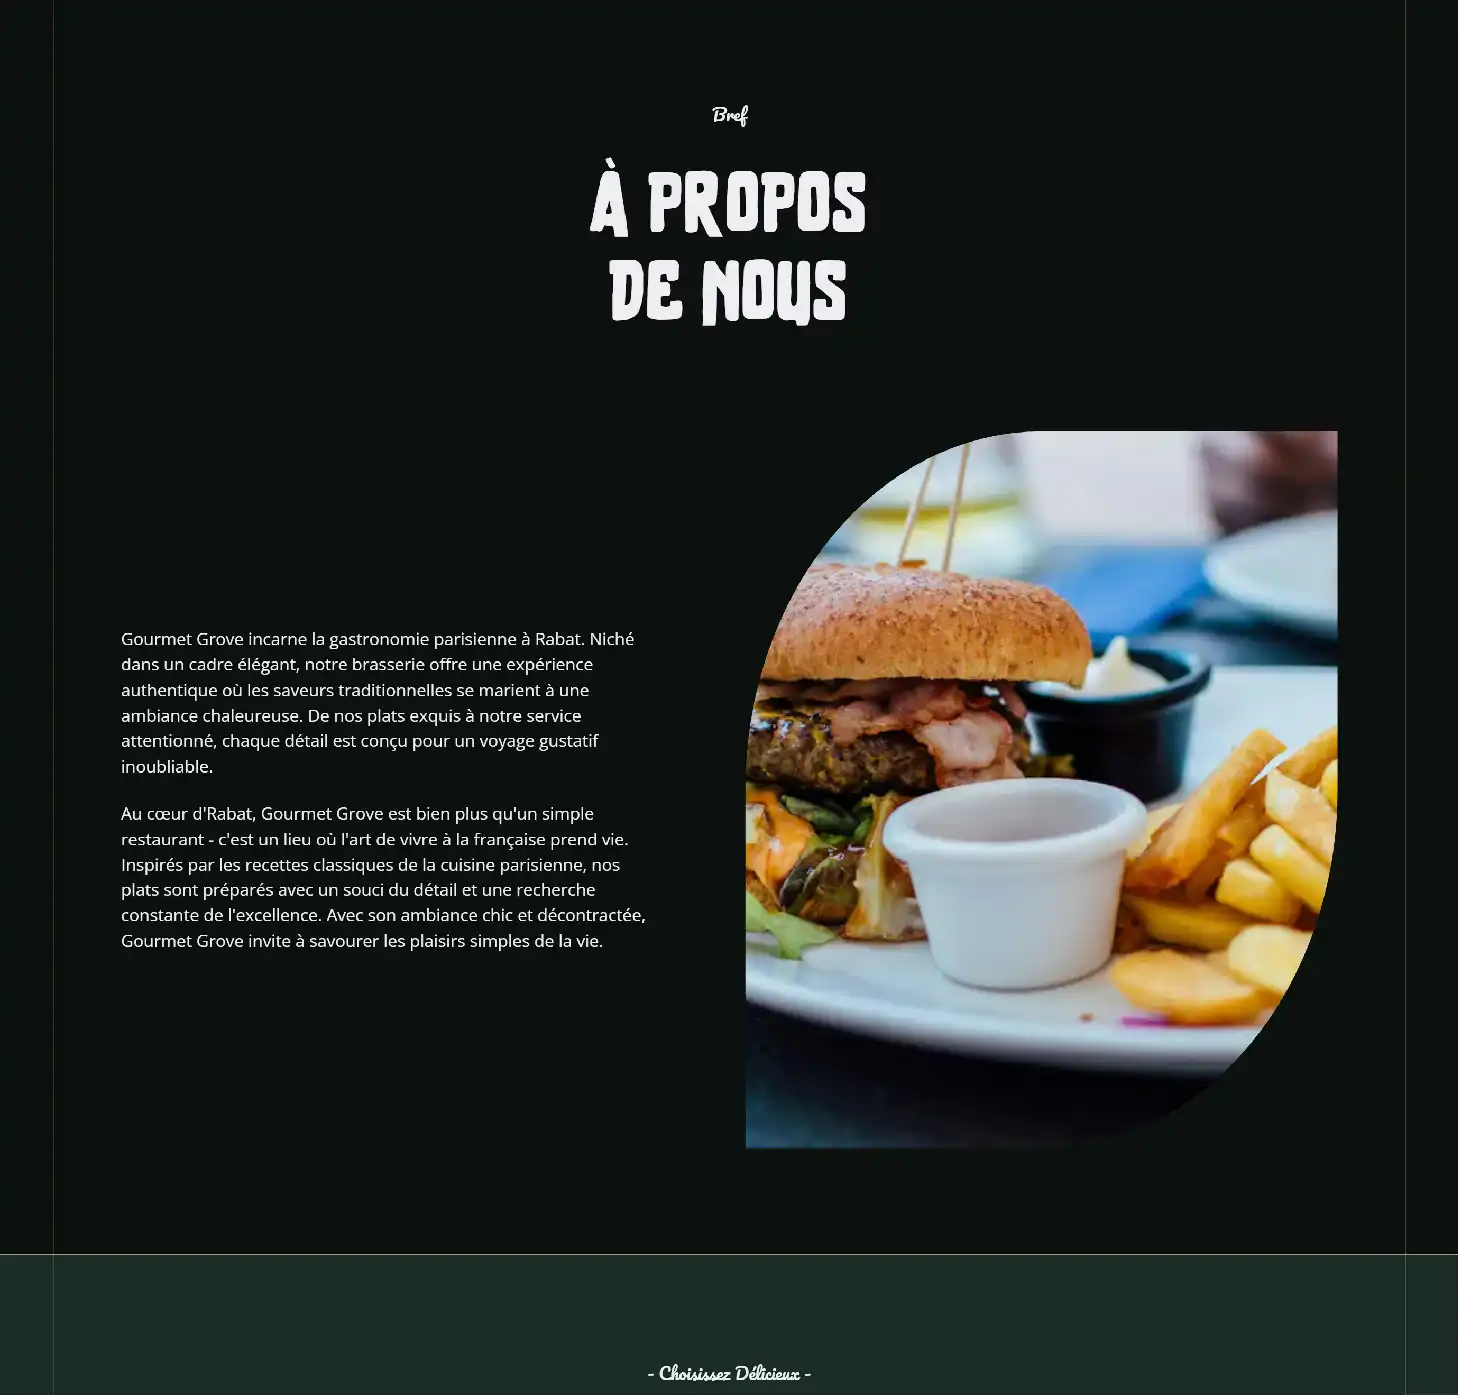 Bref
À PROPOS
DE NOUS
Gourmet Grove incarne la gastronomie parisienne à Rabat. Niché
dans un cadre élégant, notre brasserie offre une expérience
authentique où les saveurs traditionnelles se marient à une
ambiance chaleureuse. De nos plats exquis à notre service
attentionné, chaque détail est conçu pour un voyage gustatif
inoubliable.
Au cœur d'Rabat, Gourmet Grove est bien plus qu'un simple
restaurant - c'est un lieu où l'art de vivre à la française prend vie.
Inspirés par les recettes classiques de la cuisine parisienne, nos
plats sont préparés avec un souci du détail et une recherche
constante de l'excellence. Avec son ambiance chic et décontractée,
Gourmet Grove invite à savourer les plaisirs simples de la vie.
- Choisissez Délicieux -